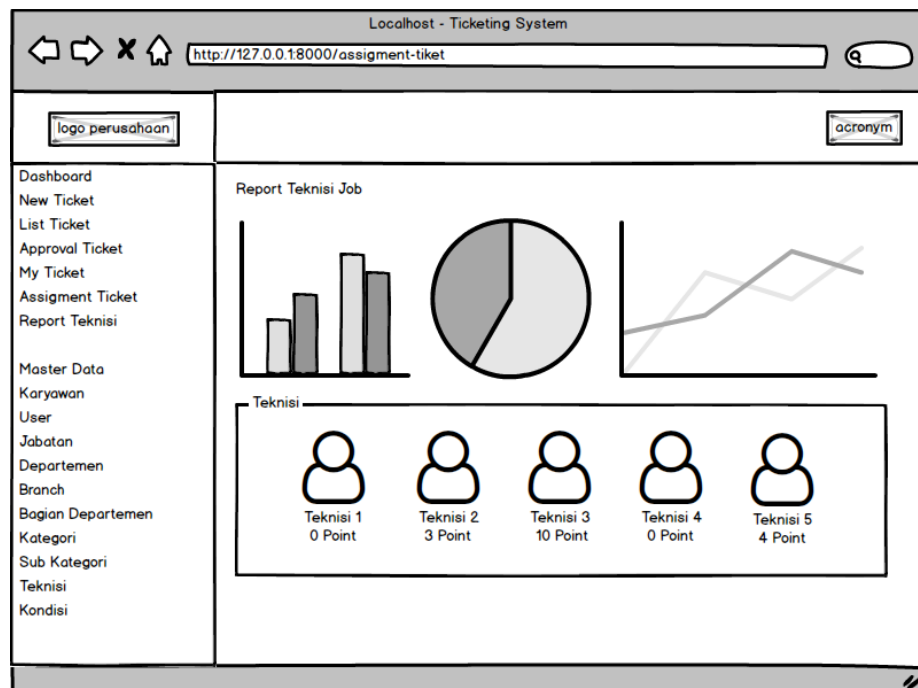 Localhost - Ticketing System
http://127.0.0.1:8000/assigment-tiket
logo perusahaan
acronym
Dashboard
New Ticket
List Ticket
Approval Ticket
My Ticket
Assigment Ticket
Report Teknisi
Master Data
Karyawan
User
Jabatan
Departemen
Branch
Bagian Departemen
Kategori
Sub Kategori
Teknisi
Kondisi
Report Teknisi Job
Teknisi
Teknisi 1
0 Point
Teknisi 2
3 Point
Teknisi 3
10 Point
Teknisi 4
0 Point
Teknisi 5
4 Point